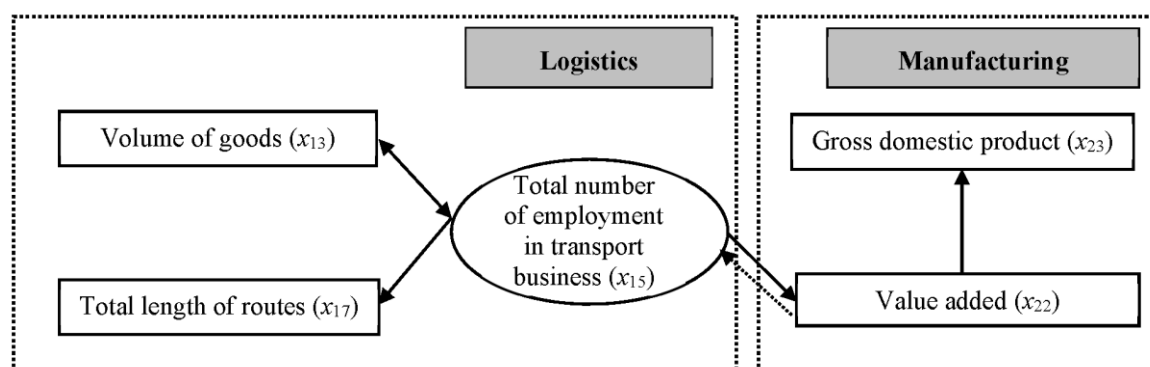 Logistics
Manufacturing
Volume of goods (x₁₃)
Gross domestic product (x₂₃)
Total number
of employment
in transport
business (x₁₅)
Total length of routes (x₁₇)
Value added (x₂₂)